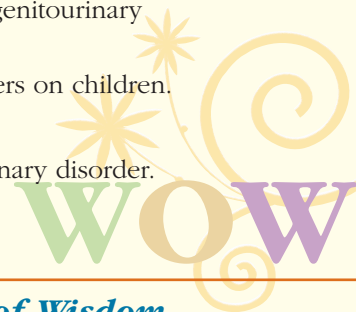 genitourinary
ers on children.
nary disorder.
wow
of Wisdom